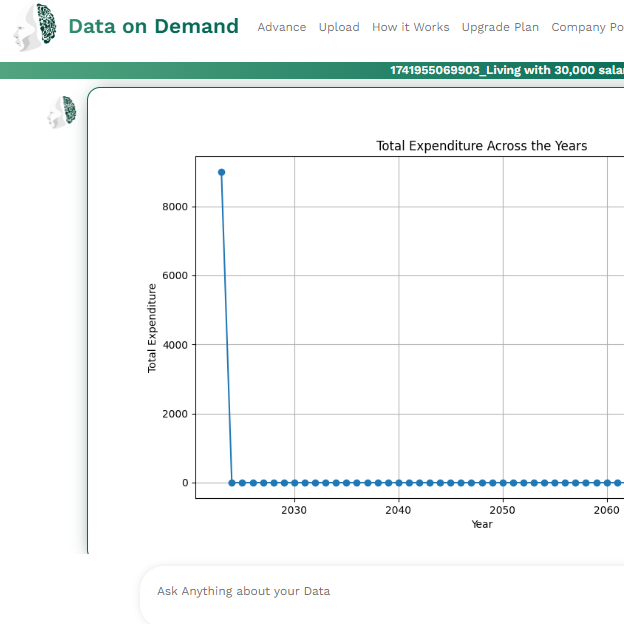 Data on Demand
Advance Upload How it Works Upgrade Plan Company Po
1741955069903_Living with 30,000 salar
Total Expenditure Across the Years
8000
6000
4000
2000
0
Total Expenditure
2030 2040 2050 2060
Year
Ask Anything about your Data